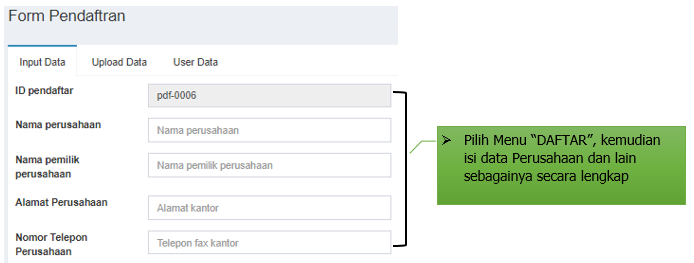 Form Pendaftran
Input Data Upload Data User Data
ID pendaftar pdf-0006
Nama perusahaan Nama perusahaan
Nama pemilik
perusahaan
Nama pemilik perusahaan
Alamat Perusahaan Alamat kantor
Nomor Telepon
Perusahaan
Telepon fax kantor
➢ Pilih Menu “DAFTAR”, kemudian
isi data Perusahaan dan lain
sebagainya secara lengkap